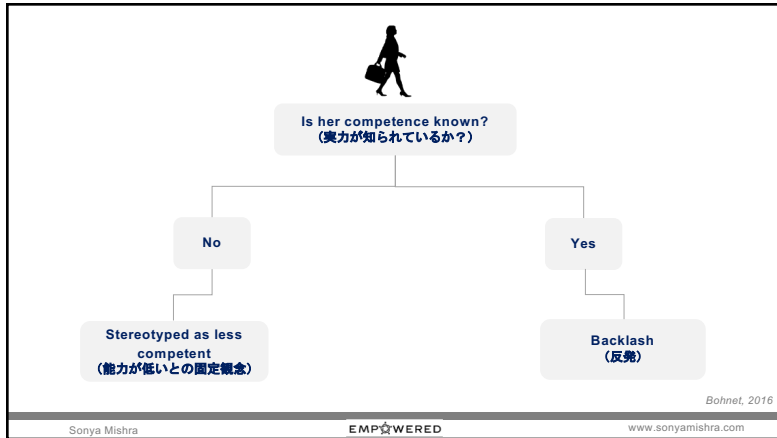 Is her competence known?
（実力が知られているか？）
No
Yes
Stereotyped as less
competent
（能力が低いとの固定観念）
Backlash
（反発）
Bohnet, 2016
Sonya Mishra
EMPOWERED
www.sonyamishra.com